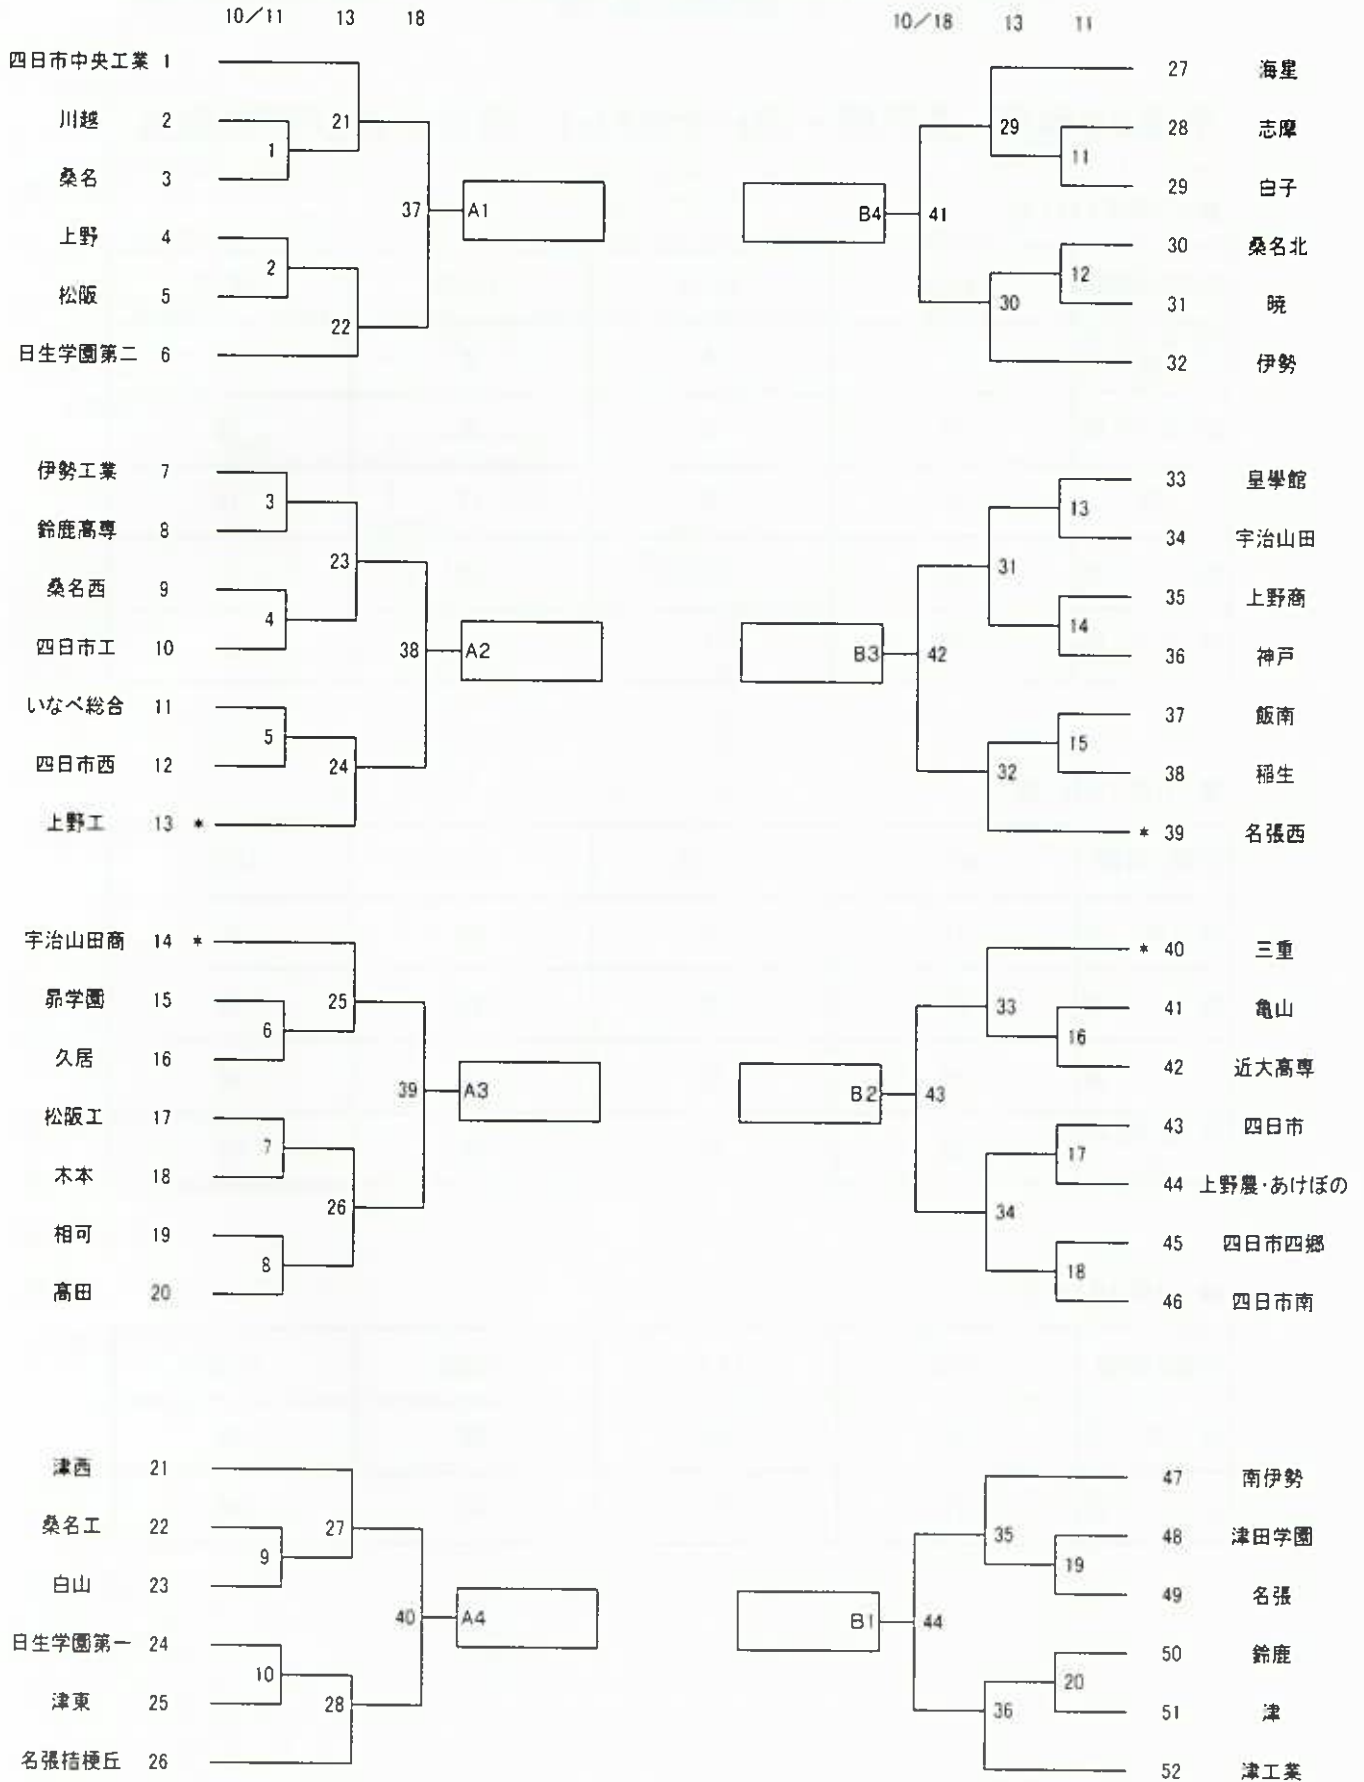 10／11 13 18
四日市中央工業 1
川越 2
21
1
桑名 3
37 A1
上野 4
2
松阪 5
22
日生学園第二 6
伊勢工業 7
3
鈴鹿高専 8
23
桑名西 9
4
四日市工 10
38 A2
いなべ総合 11
5
四日市西 12
24
上野工 13 *
宇治山田商 14 *
昴学園 15
25
6
久居 16
39 A3
松阪工 17
7
木本 18
26
相可 19
8
高田 20
津西 21
桑名工 22
27
9
白山 23
40 A4
日生学園第一 24
10
津東 25
28
名張桔梗丘 26
10／18 13 11
27 海星
29
28 志摩
11
29 白子
B4 41
30 桑名北
12
30
31 暁
32 伊勢
33 皇學館
13
34 宇治山田
31
35 上野商
14
36 神戸
B3 42
37 飯南
15
32
38 稲生
* 39 名張西
* 40 三重
33
41 亀山
16
42 近大高専
B2 43
43 四日市
17
44 上野農・あけぼの
34
45 四日市四郷
18
46 四日市南
47 南伊勢
35
48 津田学園
19
49 名張
B1 44
50 鈴鹿
20
36
51 津
52 津工業